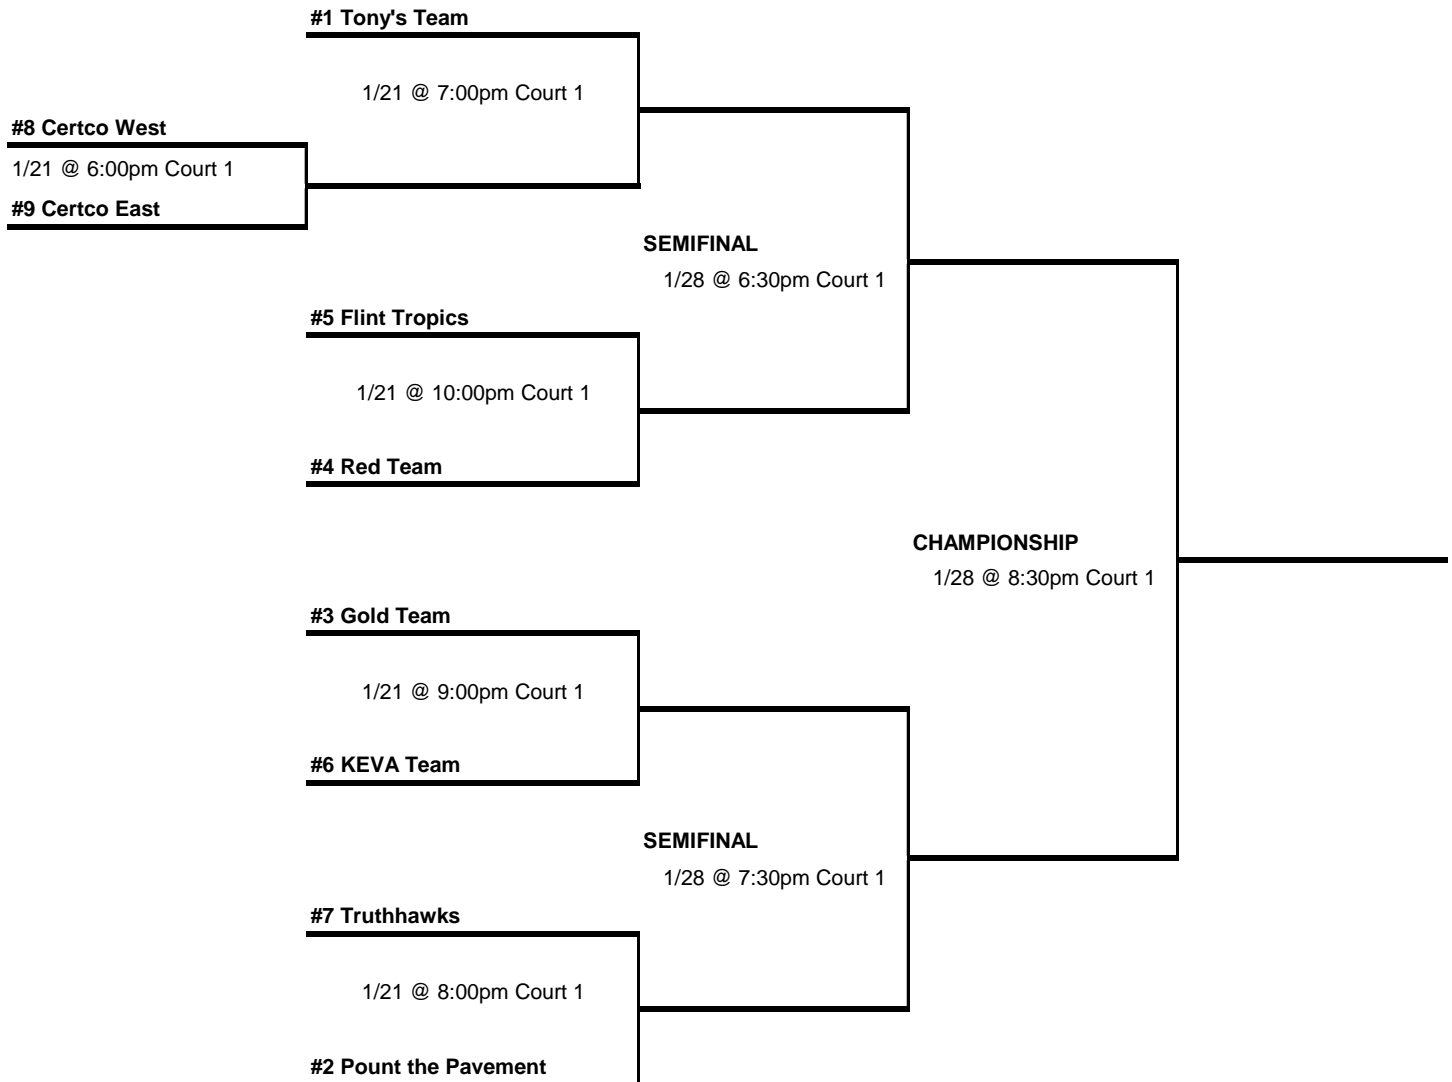 #1 Tony's Team
1/21 @ 7:00pm Court 1
#8 Certco West
1/21 @ 6:00pm Court 1
#9 Certco East
SEMIFINAL
1/28 @ 6:30pm Court 1
#5 Flint Tropics
1/21 @ 10:00pm Court 1
#4 Red Team
CHAMPIONSHIP
1/28 @ 8:30pm Court 1
#3 Gold Team
1/21 @ 9:00pm Court 1
#6 KEVA Team
SEMIFINAL
1/28 @ 7:30pm Court 1
#7 Truthhawks
1/21 @ 8:00pm Court 1
#2 Pount the Pavement